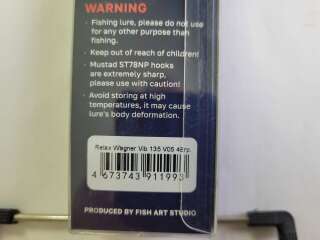 WARNING
· Fishing lure, please do not use
for any other purpose than
fishing.
· Keep out of reach of children!
· Mustad ST78NP hooks
are extremely sharp,
please use with caution!
· Avoid storing at high
temperatures, it may cause
lure's body deformation.
Relax Wagner Vib 135 V05 4Erp.
4 673743 911993
PRODUCED BY FISH ART STUDIO